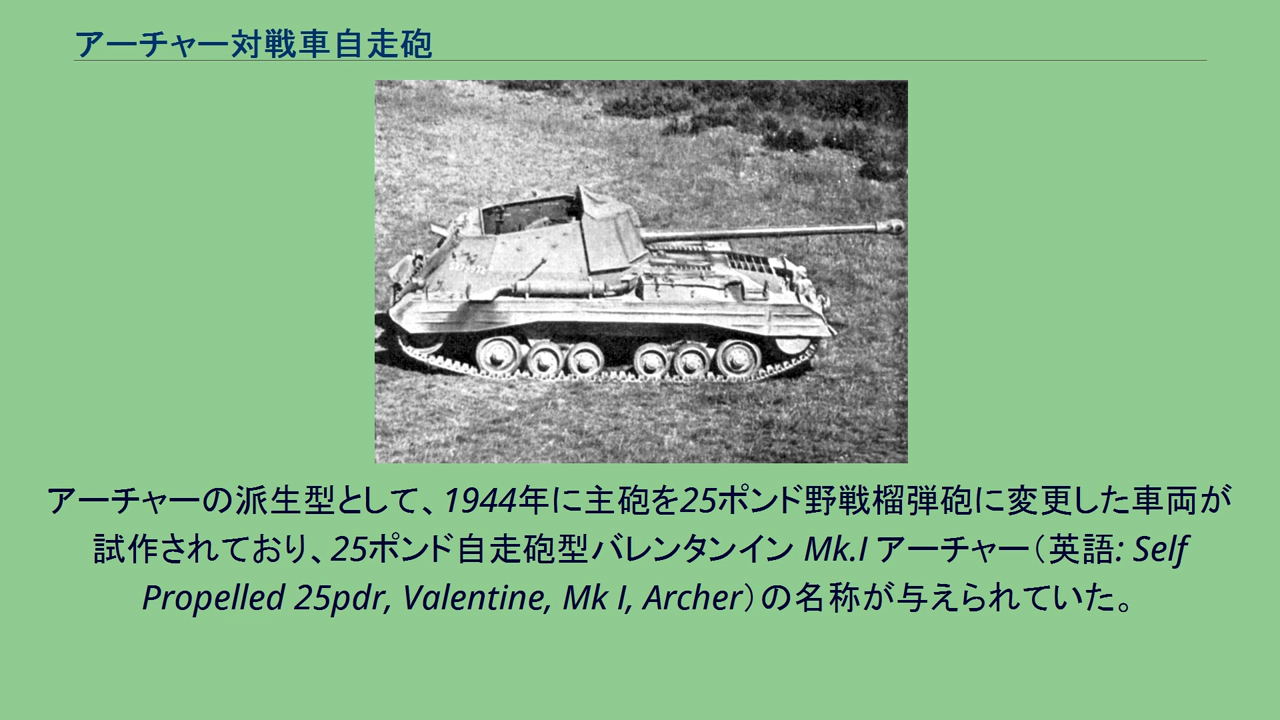 アーチャー対戦車自走砲
アーチャーの派生型として、1944年に主砲を25ポンド野戦榴弾砲に変更した車両が
試作されており、25ポンド自走砲型バレンタンイン Mk.I アーチャー（英語: Self
Propelled 25pdr, Valentine, Mk I, Archer）の名称が与えられていた。